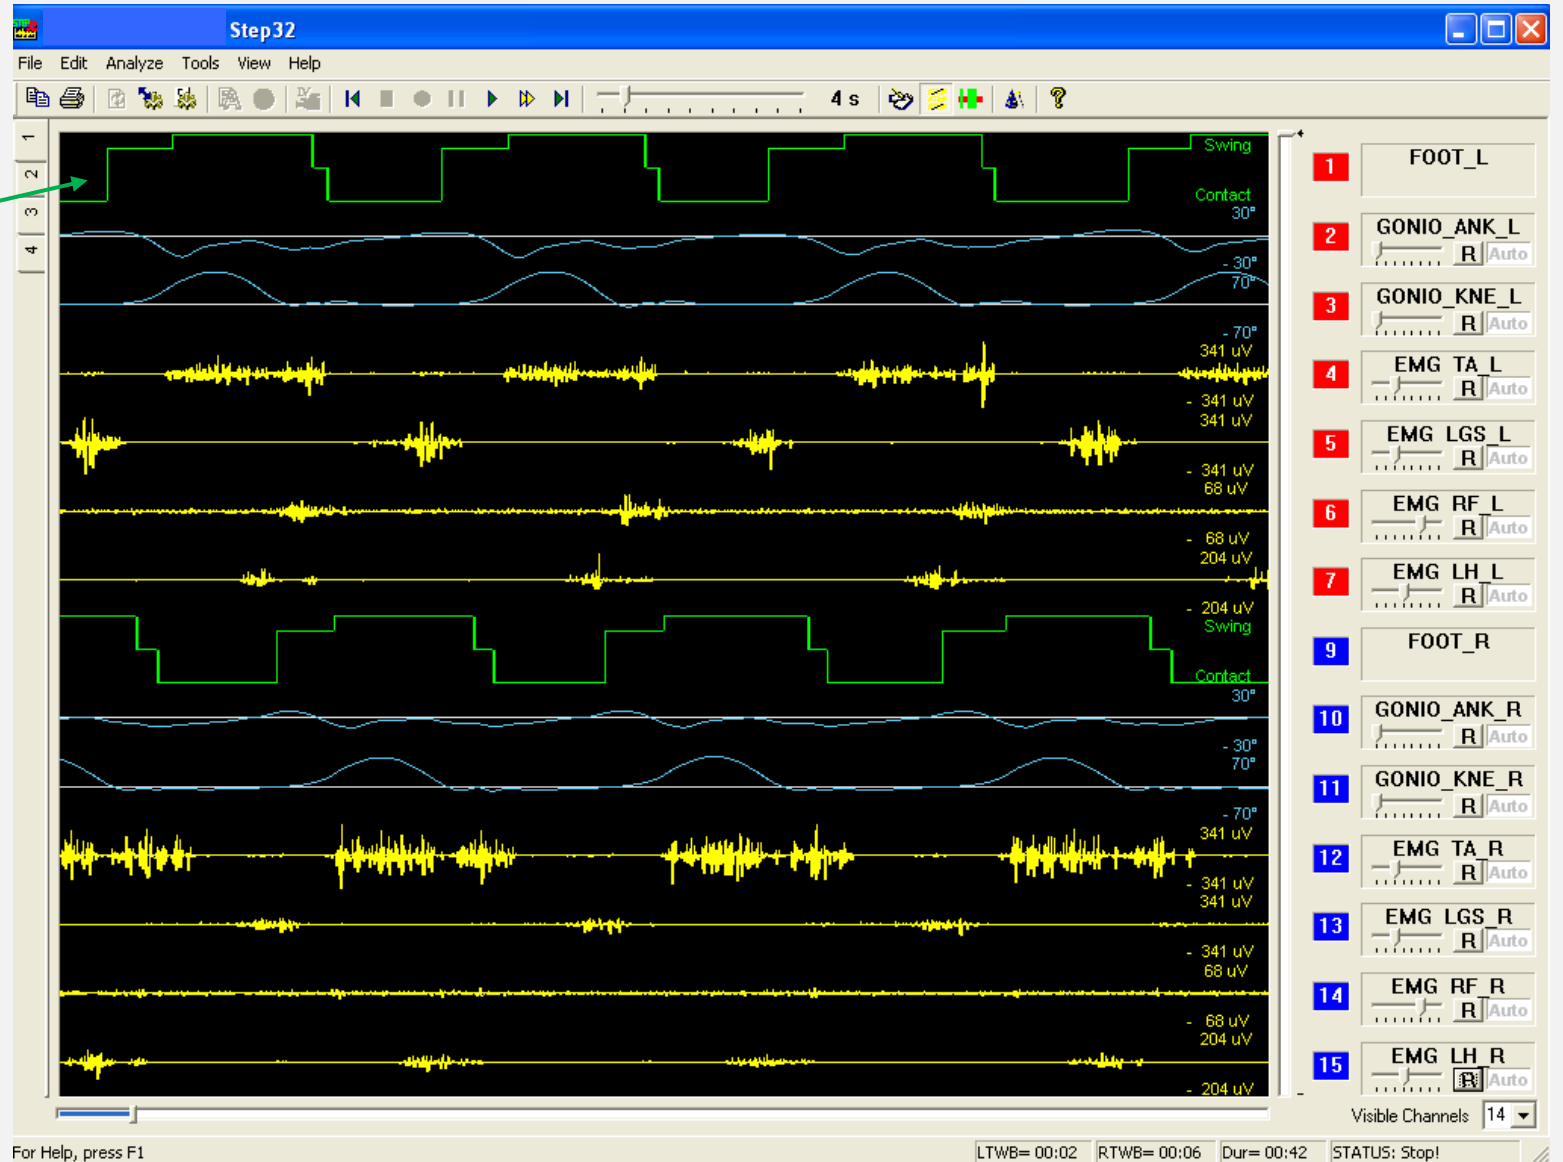 Step32
File Edit Analyze Tools View Help
4 s
1
2
3
4
Swing
Contact
30°
- 30°
70°
- 70°
341 uV
- 341 uV
341 uV
- 341 uV
68 uV
- 68 uV
204 uV
- 204 uV
Swing
Contact
30°
- 30°
70°
- 70°
341 uV
- 341 uV
341 uV
- 341 uV
68 uV
- 68 uV
204 uV
- 204 uV
1 FOOT_L
2 GONIO_ANK_L
R Auto
3 GONIO_KNE_L
R Auto
4 EMG TA_L
R Auto
5 EMG LGS_L
R Auto
6 EMG RF_L
R Auto
7 EMG LH_L
R Auto
9 FOOT_R
10 GONIO_ANK_R
R Auto
11 GONIO_KNE_R
R Auto
12 EMG TA_R
R Auto
13 EMG LGS_R
R Auto
14 EMG RF_R
R Auto
15 EMG LH_R
R Auto
Visible Channels 14
For Help, press F1
LTWB= 00:02 RTWB= 00:06 Dur= 00:42 STATUS: Stop!